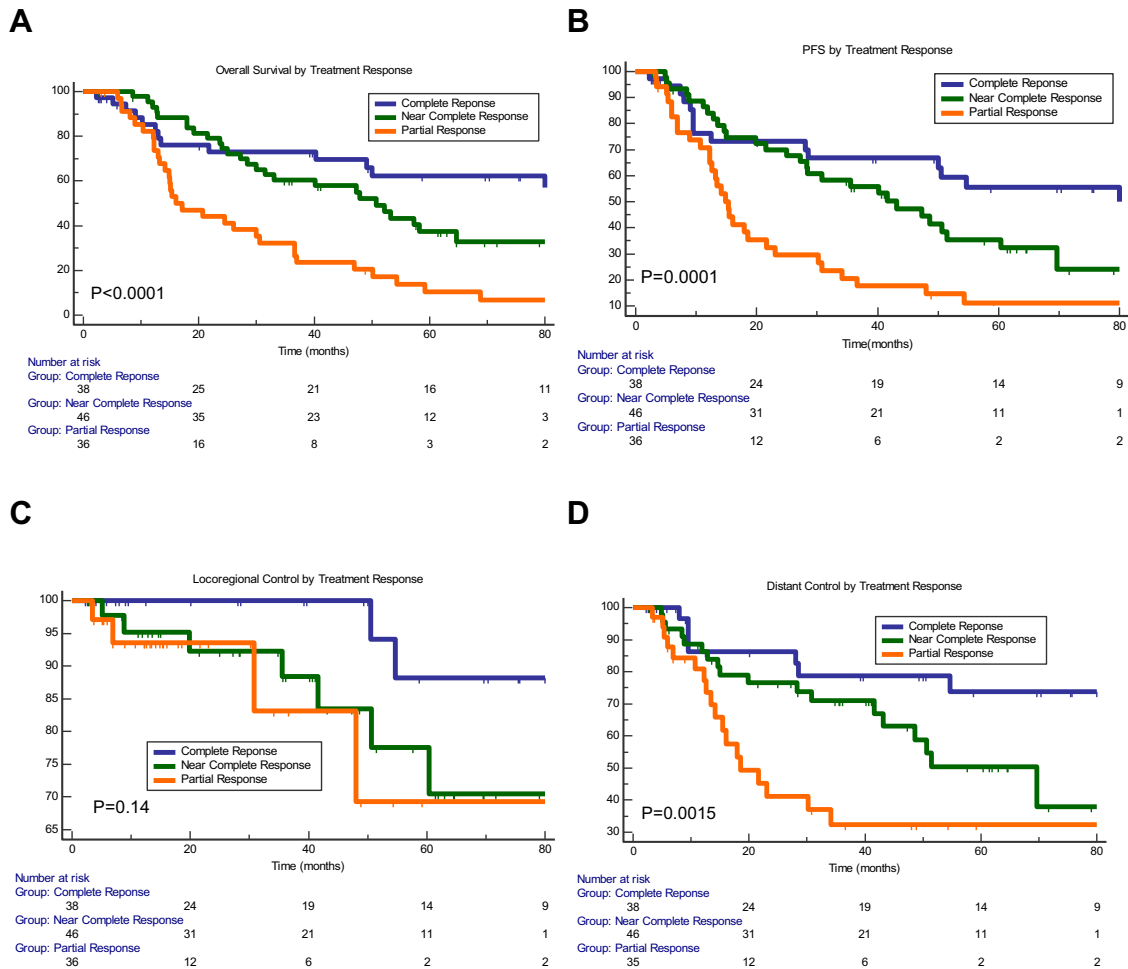 A
Overall Survival by Treatment Response
100
80
60
40
20
0
Complete Reponse
Near Complete Response
Partial Response
P<0.0001
0 20 40 60 80
Time (months)
Number at risk
Group: Complete Reponse
38 25 21 16 11
Group: Near Complete Response
46 35 23 12 3
Group: Partial Response
36 16 8 3 2
B
PFS by Treatment Response
100
90
80
70
60
50
40
30
20
10
Complete Reponse
Near Complete Response
Partial Response
P=0.0001
0 20 40 60 80
Time(months)
Number at risk
Group: Complete Reponse
38 24 19 14 9
Group: Near Complete Response
46 31 21 11 1
Group: Partial Response
36 12 6 2 2
C
Locoregional Control by Treatment Response
100
95
90
85
80
75
70
65
Complete Reponse
Near Complete Response
Partial Response
P=0.14
0 20 40 60 80
Time (months)
Number at risk
Group: Complete Reponse
38 24 19 14 9
Group: Near Complete Response
46 31 21 11 1
Group: Partial Response
36 12 6 2 2
D
Distant Control by Treatment Response
100
90
80
70
60
50
40
30
Complete Reponse
Near Complete Response
Partial Response
P=0.0015
0 20 40 60 80
Time (months)
Number at risk
Group: Complete Reponse
38 24 19 14 9
Group: Near Complete Response
46 31 21 11 1
Group: Partial Response
35 12 6 2 2